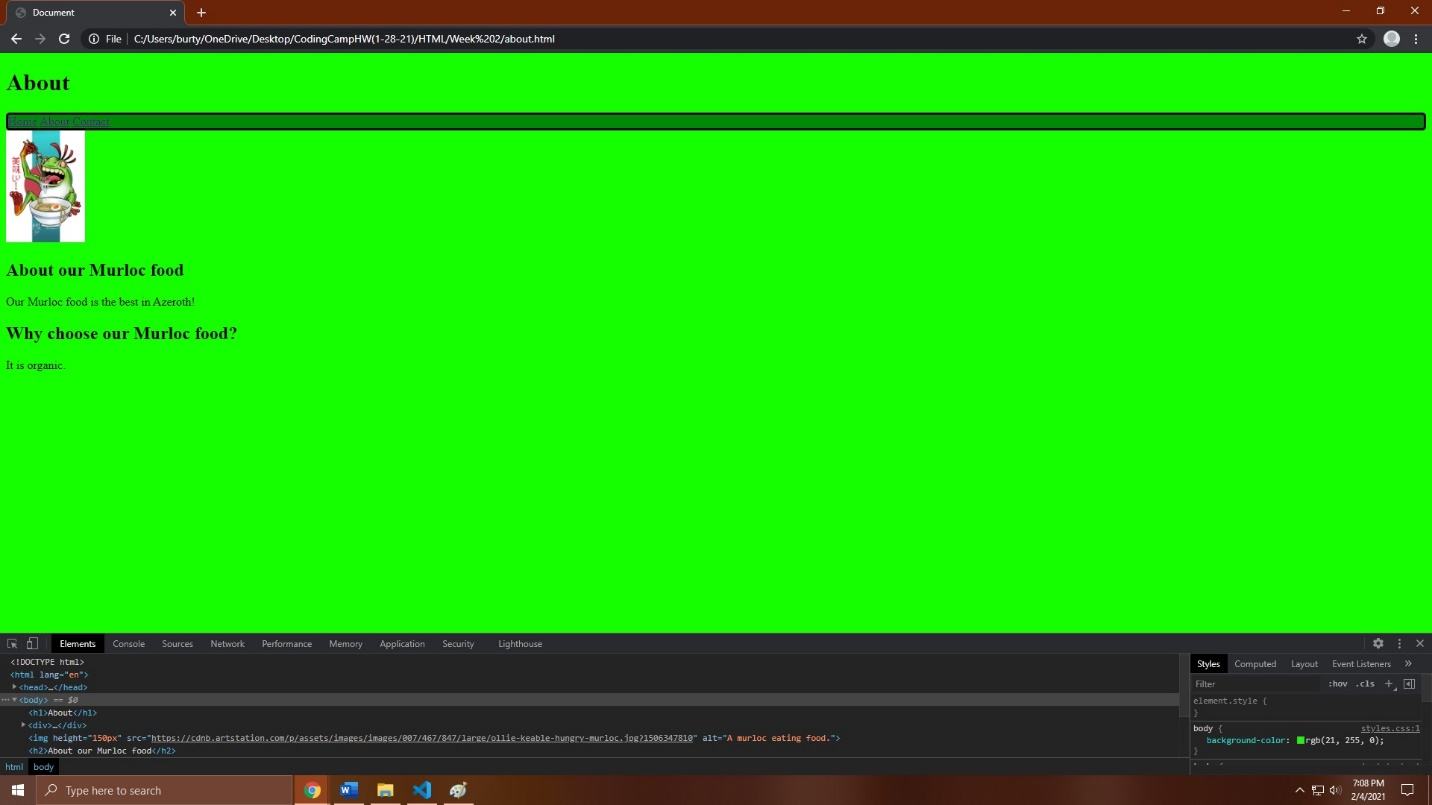 Document
File C:/Users/burty/OneDrive/Desktop/CodingCampHW(1-28-21)/HTML/Week%202/about.html
About
Home About Contact
About our Murloc food
Our Murloc food is the best in Azeroth!
Why choose our Murloc food?
It is organic.
Elements Console Sources Network Performance Memory Application Security Lighthouse
<!DOCTYPE html>
<html lang="en">
<head>…</head>
<body> == $0
<h1>About</h1>
<div>…</div>
<img height="150px" src="https://cdnb.artstation.com/p/assets/images/images/007/467/847/large/ollie-keable-hungry-murloc.jpg?1506347810" alt="A murloc eating food.">
<h2>About our Murloc food</h2>
html body
Styles Computed Layout Event Listeners »
Filter :hov .cls +
element.style {
}
body { styles.css:1
background-color: rgb(21, 255, 0);
}
Type here to search
7:08 PM
2/4/2021